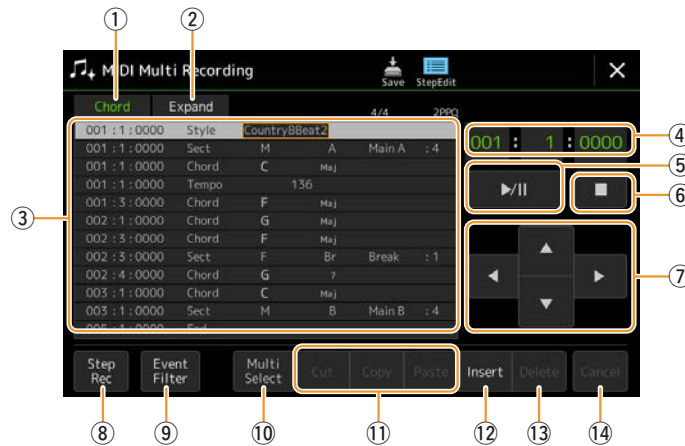 ① ②
MIDI Multi Recording Save StepEdit ×
Chord Expand 4/4 2PPQ
001 : 1 : 0000 Style Country8Beat2
001 : 1 : 0000 Sect M A Main A : 4
001 : 1 : 0000 Chord C Maj
001 : 1 : 0000 Tempo 136
001 : 3 : 0000 Chord F Maj
002 : 1 : 0000 Chord G Maj
002 : 3 : 0000 Chord F Maj
002 : 3 : 0000 Sect F Br Break : 1
002 : 4 : 0000 Chord G 7
003 : 1 : 0000 Chord C Maj
003 : 1 : 0000 Sect M B Main B : 4
005 : 1 : 0000 End
③
001 : 1 : 0000 ④
⑤
⑥
⑦
Step Rec
Event Filter
Multi Select
Cut Copy Paste Insert Delete Cancel
⑧ ⑨ ⑩ ⑪ ⑫ ⑬ ⑭